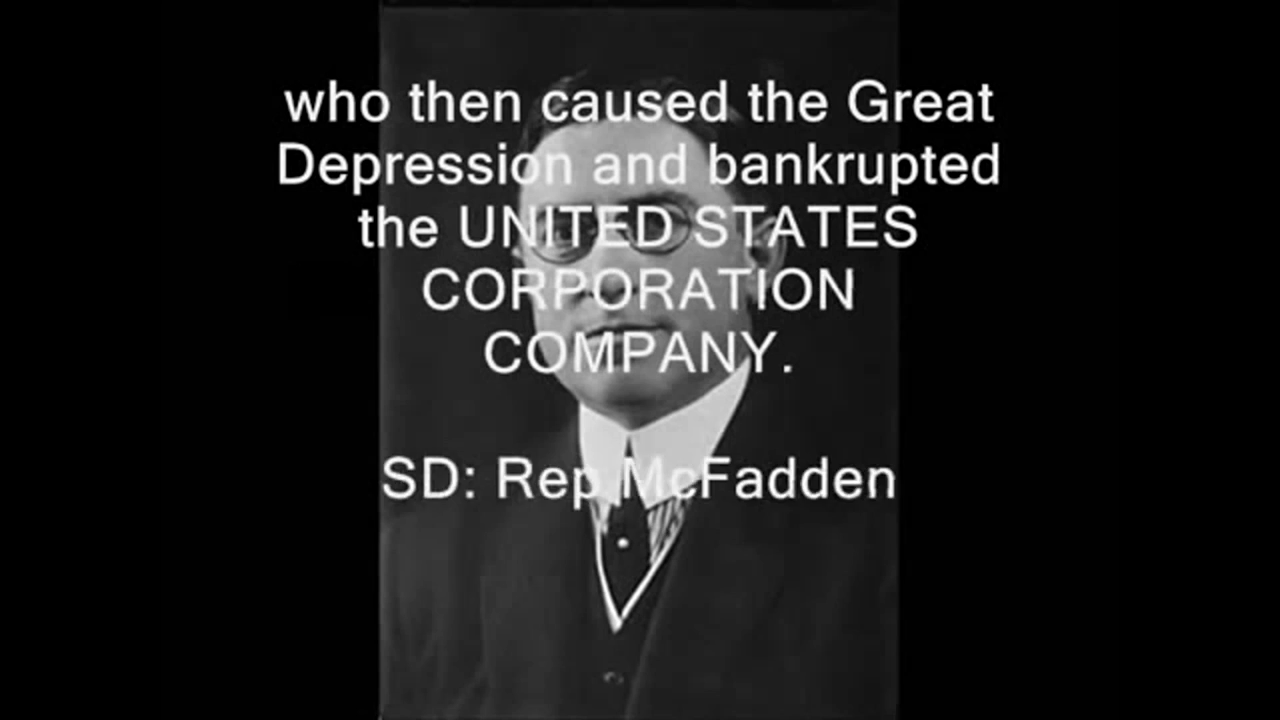 who then caused the Great
Depression and bankrupted
the UNITED STATES
CORPORATION
COMPANY.
SD: Rep McFadden